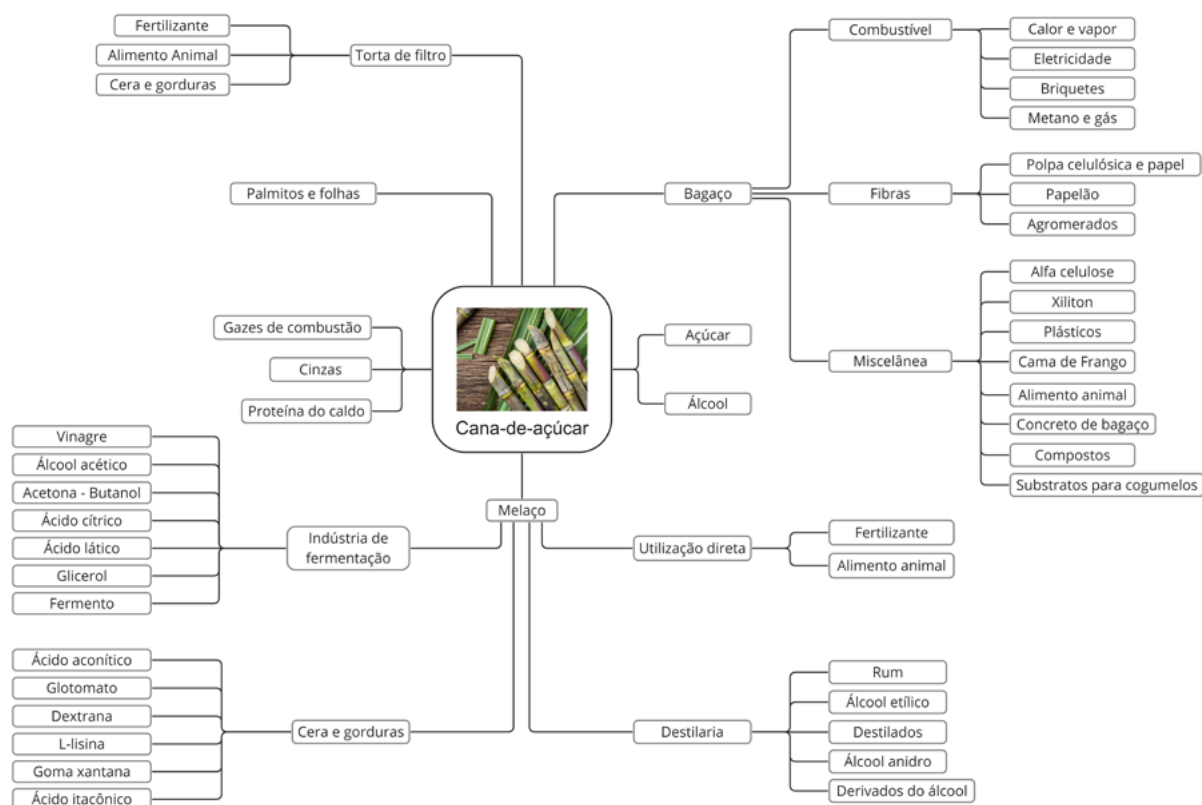 Fertilizante
Alimento Animal
Cera e gorduras
Torta de filtro
Palmitos e folhas
Gazes de combustão
Cinzas
Proteína do caldo
Cana-de-açúcar
Açúcar
Álcool
Bagaço
Combustível
Calor e vapor
Eletricidade
Briquetes
Metano e gás
Fibras
Polpa celulósica e papel
Papelão
Agromerados
Miscelânea
Alfa celulose
Xiliton
Plásticos
Cama de Frango
Alimento animal
Concreto de bagaço
Compostos
Substratos para cogumelos
Melaço
Indústria de
fermentação
Vinagre
Álcool acético
Acetona - Butanol
Ácido cítrico
Ácido lático
Glicerol
Fermento
Cera e gorduras
Ácido aconítico
Glotomato
Dextrana
L-lisina
Goma xantana
Ácido itacônico
Utilização direta
Fertilizante
Alimento animal
Destilaria
Rum
Álcool etílico
Destilados
Álcool anidro
Derivados do álcool